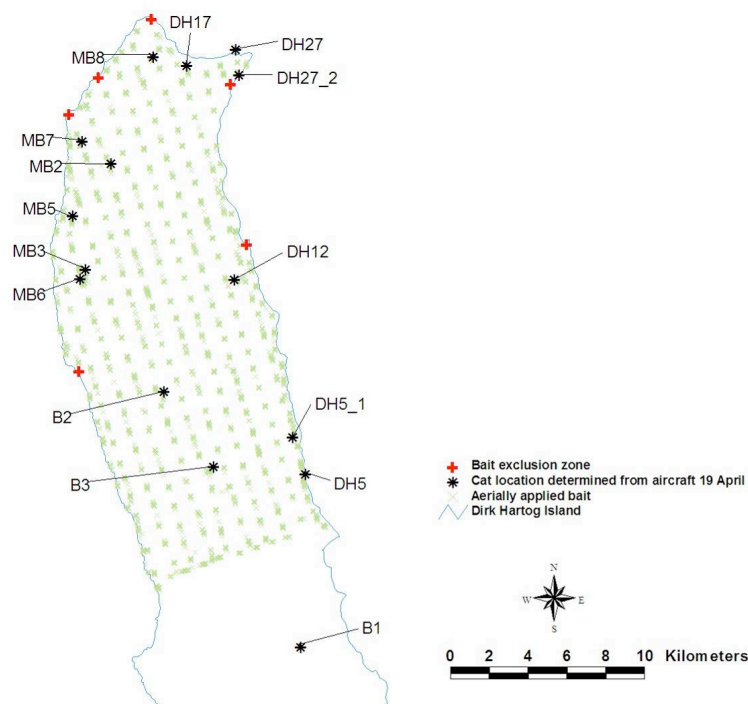 DH17
DH27
MB8
DH27_2
MB7
MB2
MB5
MB3
DH12
MB6
B2
DH5_1
B3
DH5
Bait exclusion zone
Cat location determined from aircraft 19 April
Aerially applied bait
Dirk Hartog Island
N
W E
S
B1
0 2 4 6 8 10 Kilometers